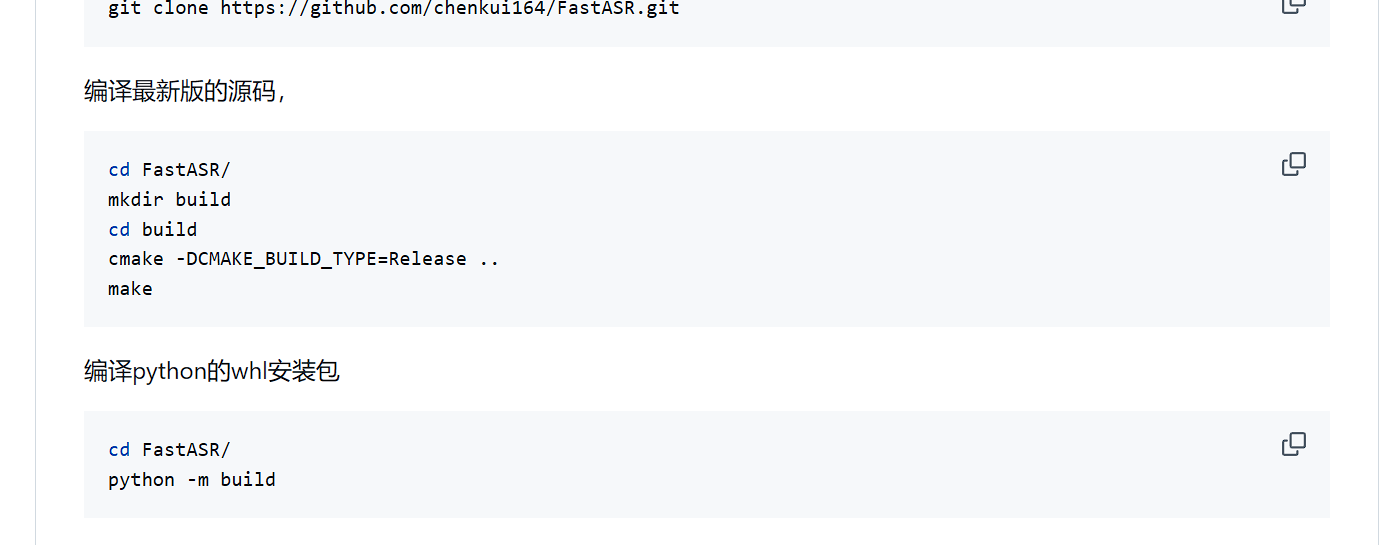 git clone https://github.com/chenkui164/FastASR.git
编译最新版的源码，
cd FastASR/
mkdir build
cd build
cmake -DCMAKE_BUILD_TYPE=Release ..
make
编译python的whl安装包
cd FastASR/
python -m build